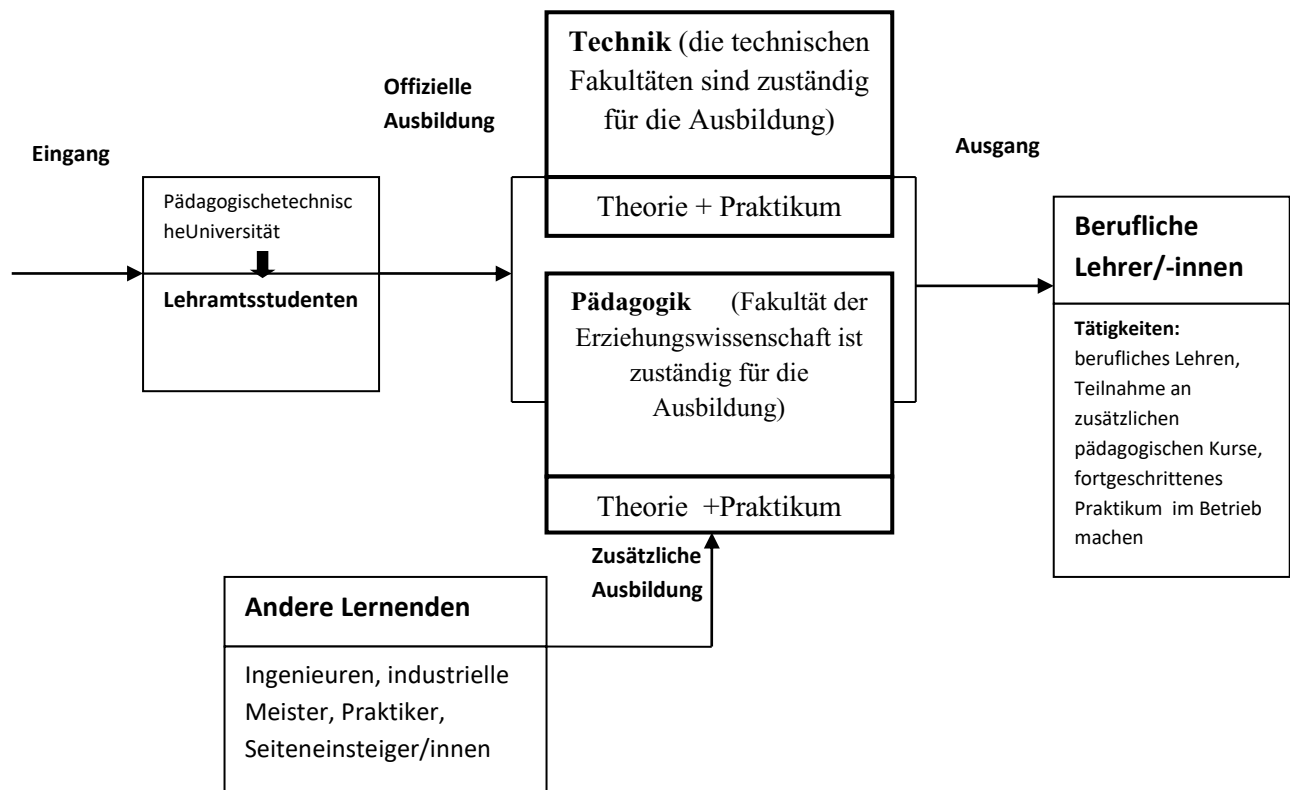 Eingang
Pädagogischetechnisc
heUniversität
Lehramtsstudenten
Offizielle
Ausbildung
Technik (die technischen
Fakultäten sind zuständig
für die Ausbildung)
Theorie + Praktikum
Pädagogik (Fakultät der
Erziehungswissenschaft ist
zuständig für die
Ausbildung)
Theorie +Praktikum
Zusätzliche
Ausbildung
Andere Lernenden
Ingenieuren, industrielle
Meister, Praktiker,
Seiteneinsteiger/innen
Ausgang
Berufliche
Lehrer/-innen
Tätigkeiten:
berufliches Lehren,
Teilnahme an
zusätzlichen
pädagogischen Kurse,
fortgeschrittenes
Praktikum im Betrieb
machen